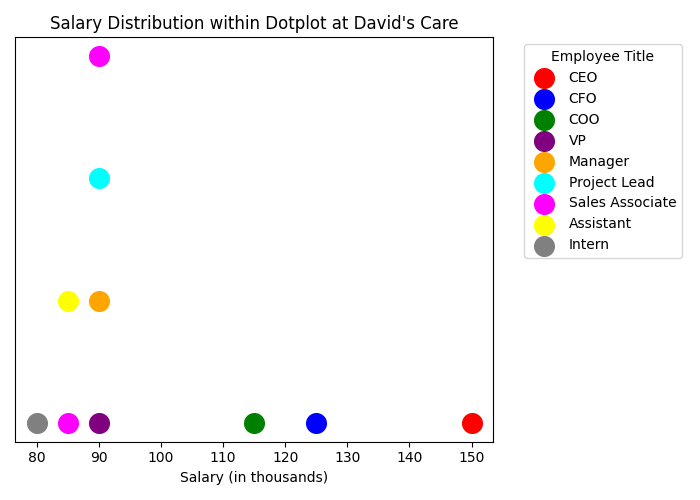 Salary Distribution within Dotplot at David's Care
Employee Title
CEO
CFO
COO
VP
Manager
Project Lead
Sales Associate
Assistant
Intern
80 90 100 110 120 130 140 150
Salary (in thousands)